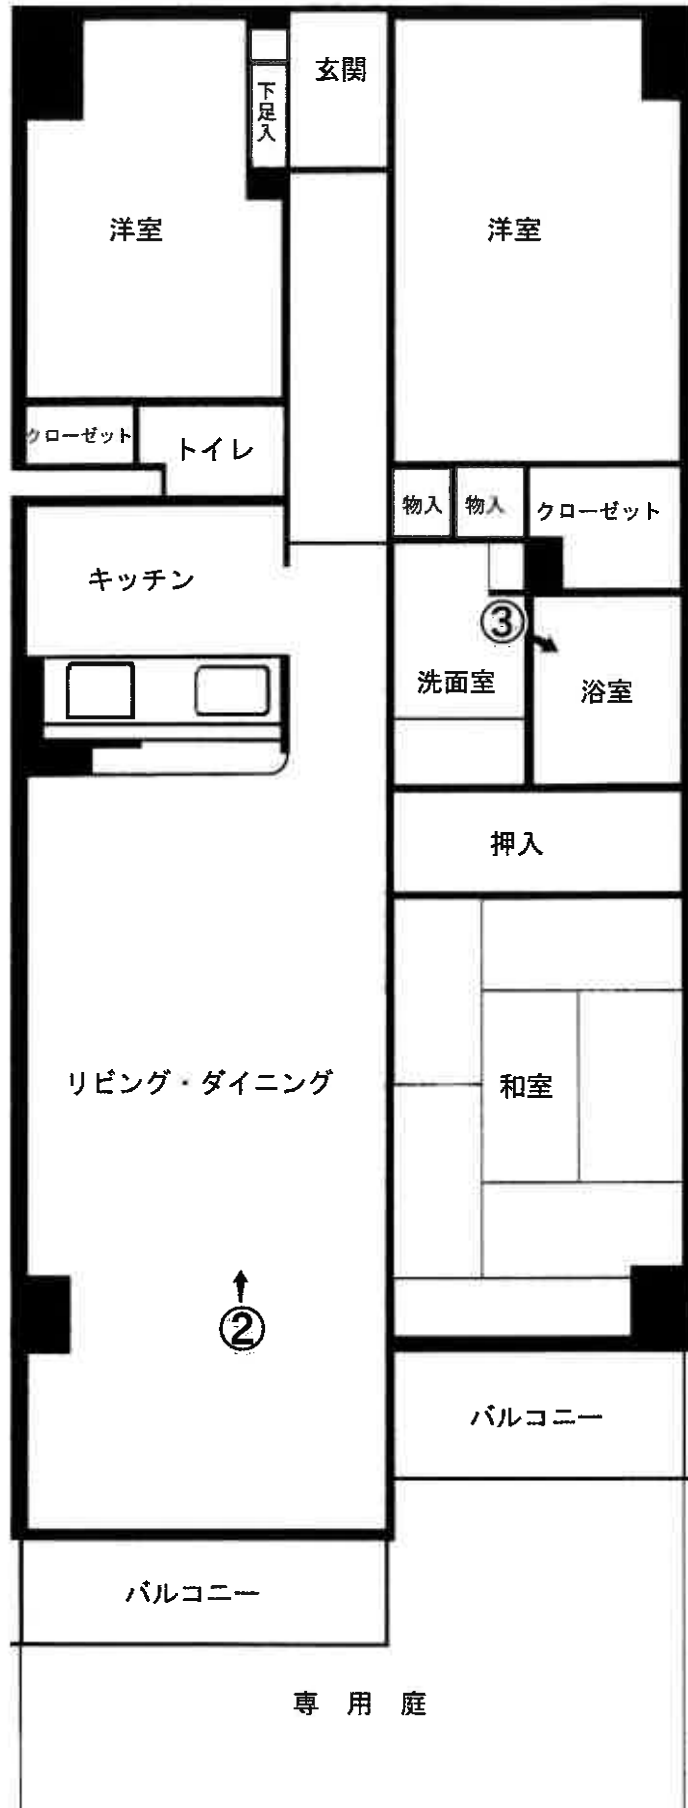 玄関
下足入
洋室
洋室
クローゼット
トイレ
物入
物入
クローゼット
キッチン
③
洗面室
浴室
押入
リビング・ダイニング
和室
②
バルコニー
バルコニー
専用庭